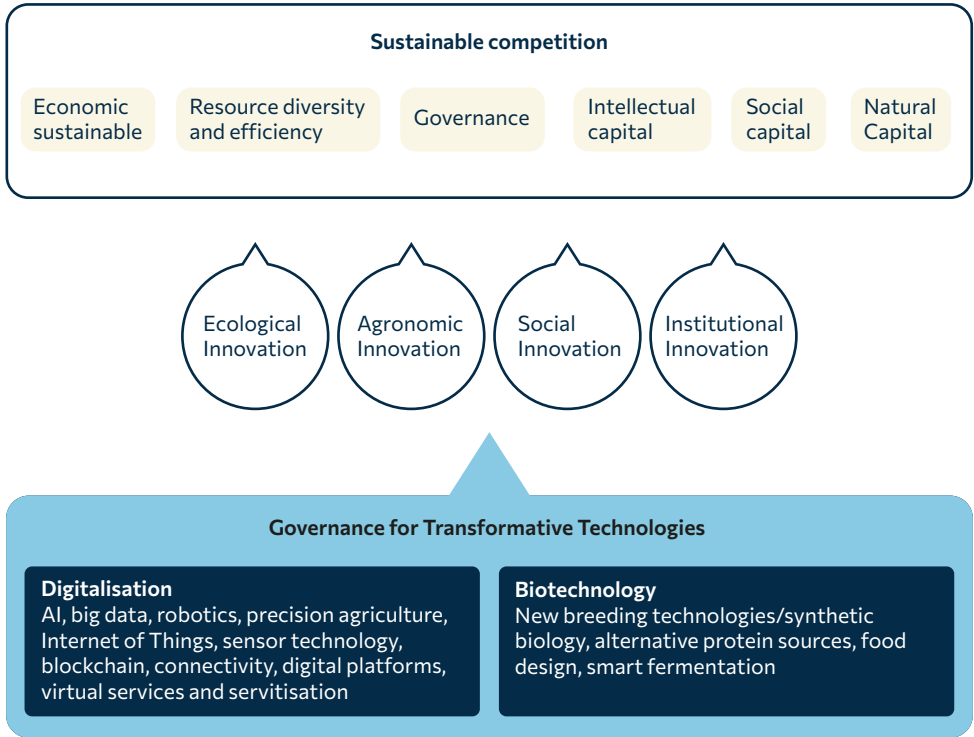 Sustainable competition
Economic
sustainable
Resource diversity
and efficiency
Governance
Intellectual
capital
Social
capital
Natural
Capital
Ecological
Innovation
Agronomic
Innovation
Social
Innovation
Institutional
Innovation
Governance for Transformative Technologies
Digitalisation
AI, big data, robotics, precision agriculture,
Internet of Things, sensor technology,
blockchain, connectivity, digital platforms,
virtual services and servitisation
Biotechnology
New breeding technologies/synthetic
biology, alternative protein sources, food
design, smart fermentation